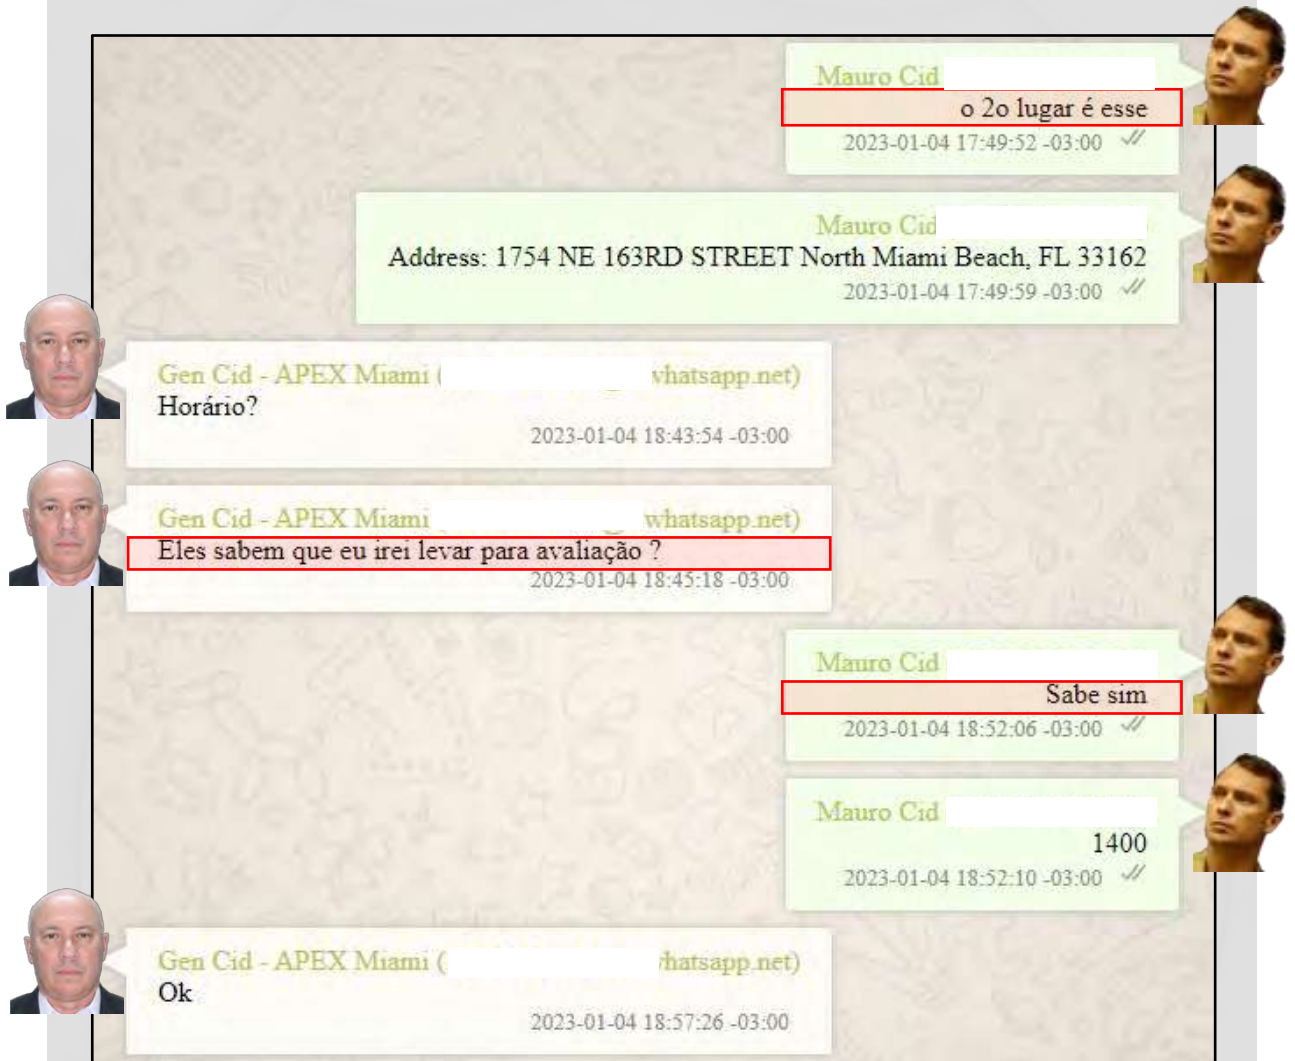 Mauro Cid
o 2o lugar é esse
2023-01-04 17:49:52 -03:00
Mauro Cid
Address: 1754 NE 163RD STREET North Miami Beach, FL 33162
2023-01-04 17:49:59 -03:00
Gen Cid - APEX Miami ( whatsapp.net)
Horário?
2023-01-04 18:43:54 -03:00
Gen Cid - APEX Miami whatsapp.net)
Eles sabem que eu irei levar para avaliação ?
2023-01-04 18:45:18 -03:00
Mauro Cid
Sabe sim
2023-01-04 18:52:06 -03:00
Mauro Cid
1400
2023-01-04 18:52:10 -03:00
Gen Cid - APEX Miami ( hatsapp.net)
Ok
2023-01-04 18:57:26 -03:00